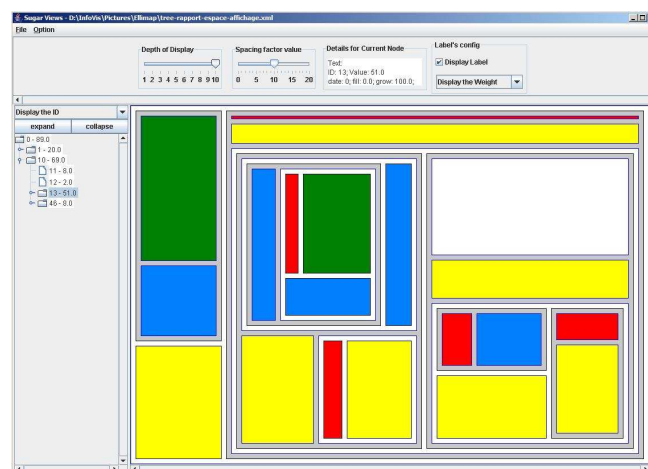 Sugar Views - D:\InfoVis\Pictures\Ellimap\tree-rapport-espace-affichage.xml
File Option
Depth of Display
1 2 3 4 5 6 7 8 9 10
Spacing factor value
0 5 10 15 20
Details for Current Node
Text:
ID: 13; Value: 51.0
date: 0; fill: 0.0; grow: 100.0;
Label's config
Display Label
Display the Weight
Display the ID
expand collapse
0 - 89.0
1 - 20.0
10 - 69.0
11 - 8.0
12 - 2.0
13 - 51.0
46 - 8.0